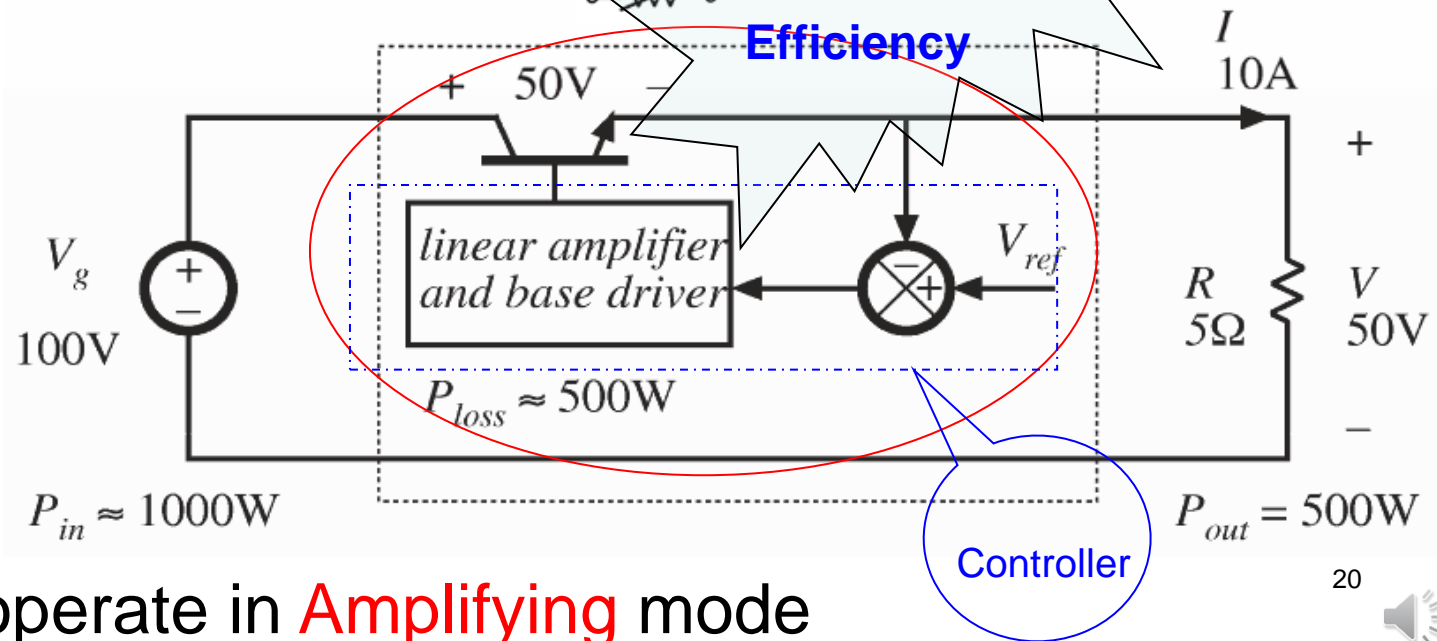 Efficiency
I
10A
+ 50V −
+
linear amplifier
and base driver
−
+
V_ref
V_g
+
−
100V
R
5Ω
V
50V
P_loss ≈ 500W
−
P_in ≈ 1000W
P_out = 500W
Controller
operate in Amplifying mode
20